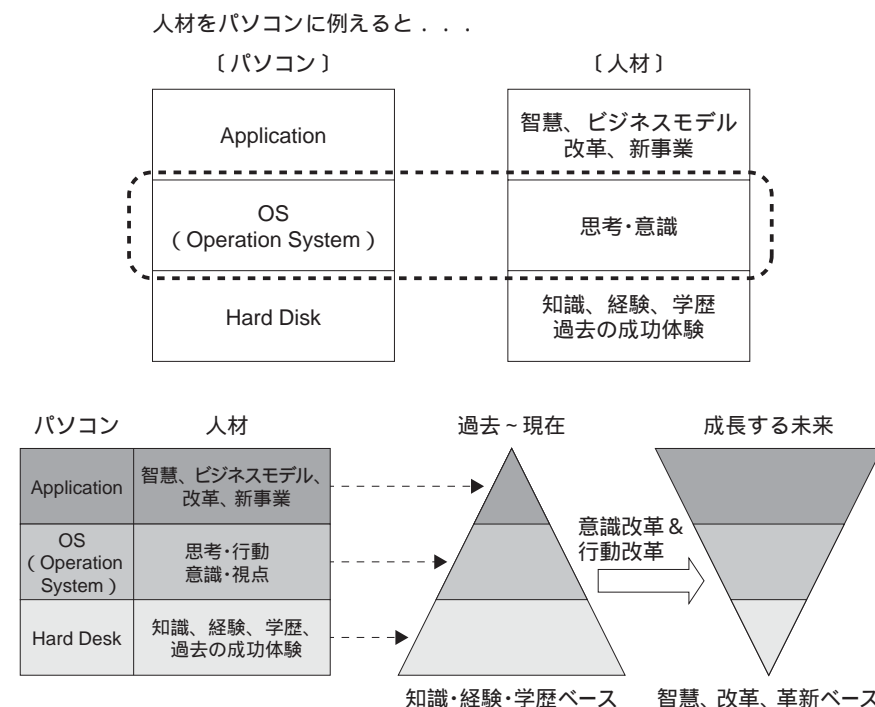 人材をパソコンに例えると．．．
〔パソコン〕
〔人材〕
Application
智慧、ビジネスモデル
改革、新事業
OS
（Operation System）
思考・意識
Hard Disk
知識、経験、学歴
過去の成功体験
パソコン
人材
過去~現在
成長する未来
Application
智慧、ビジネスモデル、
改革、新事業
OS
（Operation
System）
思考・行動
意識・視点
意識改革&
行動改革
Hard Desk
知識、経験、学歴、
過去の成功体験
知識・経験・学歴ベース
智慧、改革、革新ベース